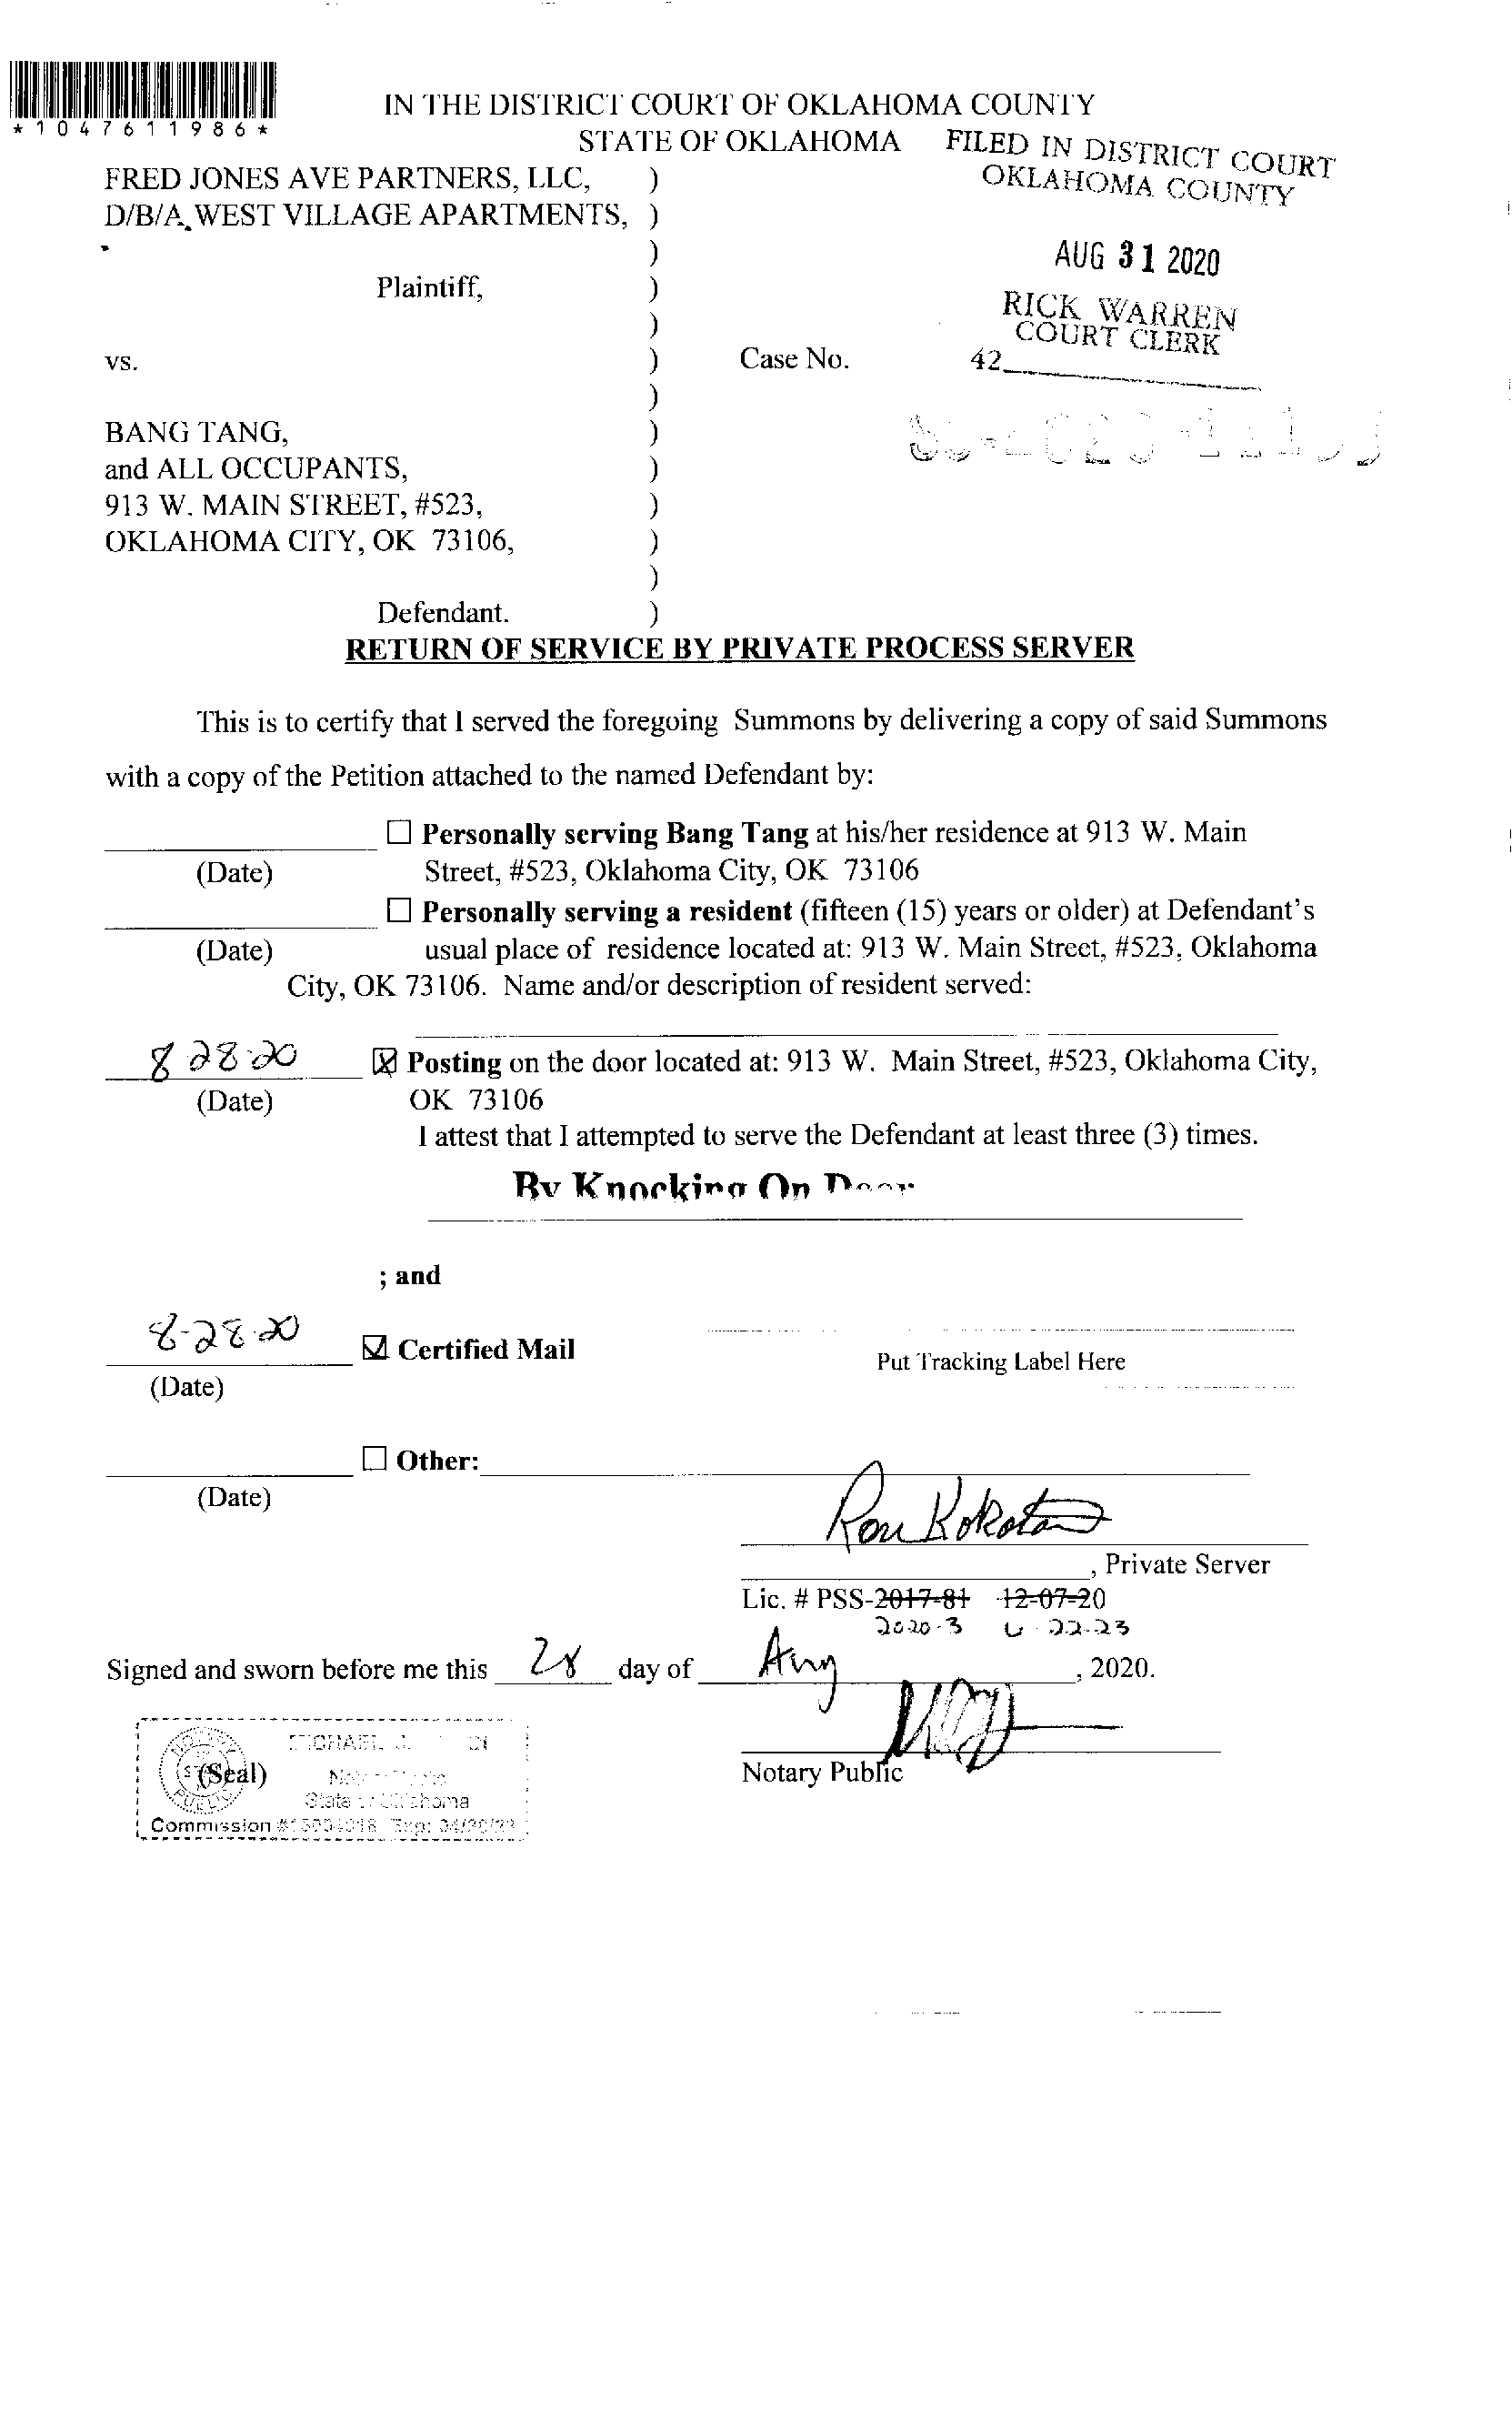 *1047611986*
IN THE DISTRICT COURT OF OKLAHOMA COUNTY
STATE OF OKLAHOMA
FILED IN DISTRICT COURT
OKLAHOMA COUNTY
FRED JONES AVE PARTNERS, LLC, )
D/B/A WEST VILLAGE APARTMENTS, )
)
AUG 31 2020
Plaintiff, )
RICK WARREN
)
COURT CLERK
vs. ) Case No. 42
)
BANG TANG, )
and ALL OCCUPANTS, )
913 W. MAIN STREET, #523, )
OKLAHOMA CITY, OK 73106, )
)
Defendant. )
RETURN OF SERVICE BY PRIVATE PROCESS SERVER
This is to certify that I served the foregoing Summons by delivering a copy of said Summons
with a copy of the Petition attached to the named Defendant by:
☐ Personally serving Bang Tang at his/her residence at 913 W. Main
(Date) Street, #523, Oklahoma City, OK 73106
☐ Personally serving a resident (fifteen (15) years or older) at Defendant's
(Date) usual place of residence located at: 913 W. Main Street, #523, Oklahoma
City, OK 73106. Name and/or description of resident served:
8 28 20 ☒ Posting on the door located at: 913 W. Main Street, #523, Oklahoma City,
(Date) OK 73106
I attest that I attempted to serve the Defendant at least three (3) times.
By Knocking On Door
; and
8-28-20 ☑ Certified Mail
Put Tracking Label Here
(Date)
☐ Other:
(Date)
, Private Server
Lic. # PSS-2017-81 12-07-20
2020-3 6-22-23
Signed and sworn before me this 28 day of Aug, 2020.
(Seal)
Notary Public
State of Oklahoma
Commission
Notary Public